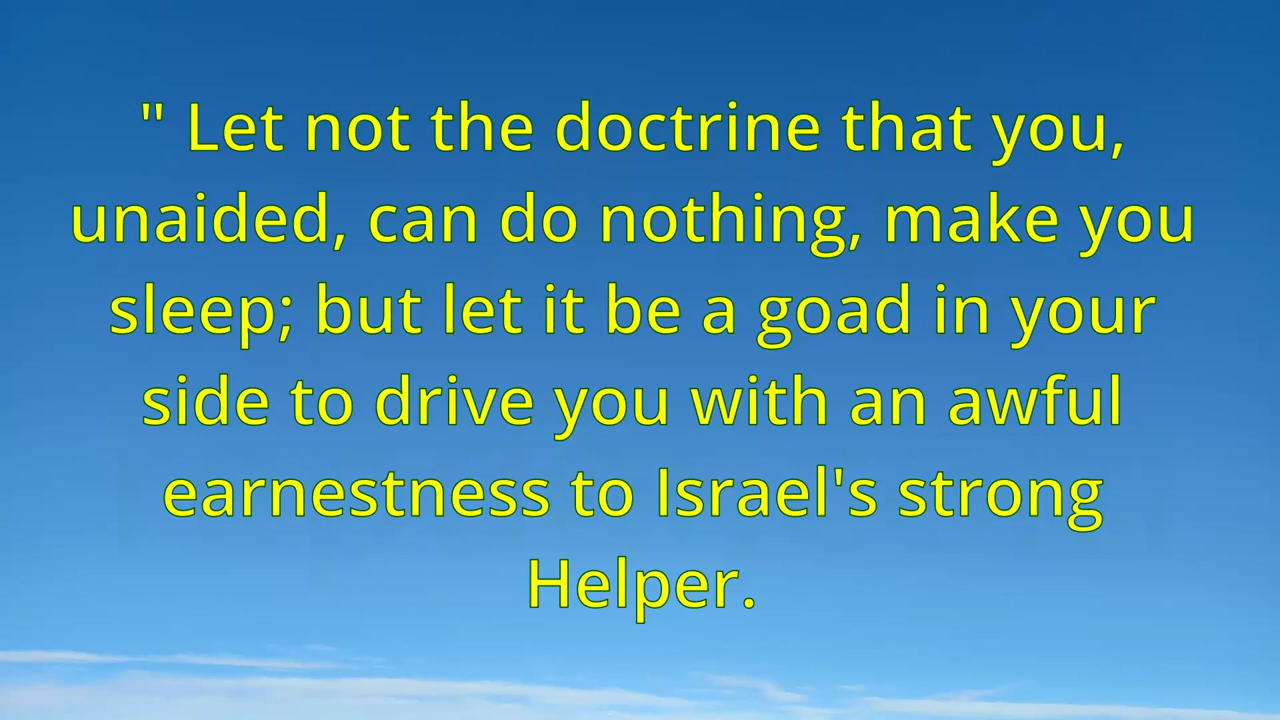 " Let not the doctrine that you,
unaided, can do nothing, make you
sleep; but let it be a goad in your
side to drive you with an awful
earnestness to Israel's strong
Helper.